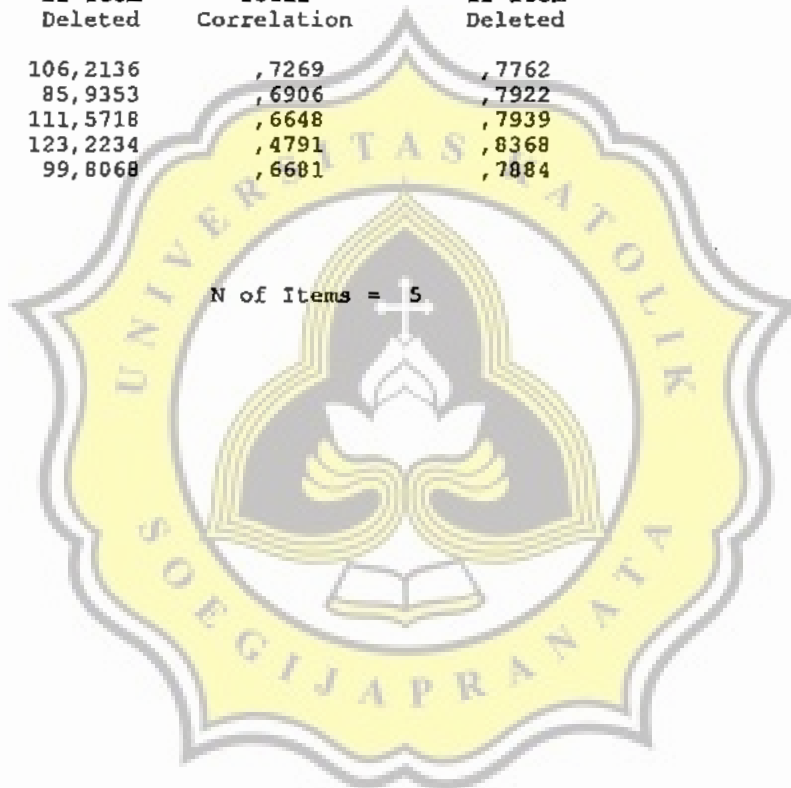 Deleted Correlation Deleted
106,2136 ,7269 ,7762
85,9353 ,6906 ,7922
111,5718 ,6648 ,7939
123,2234 ,4791 ,8368
99,8068 ,6681 ,7884
N of Items = 5
UNIVERSITAS KATOLIK
SOEGIJAPRANATA